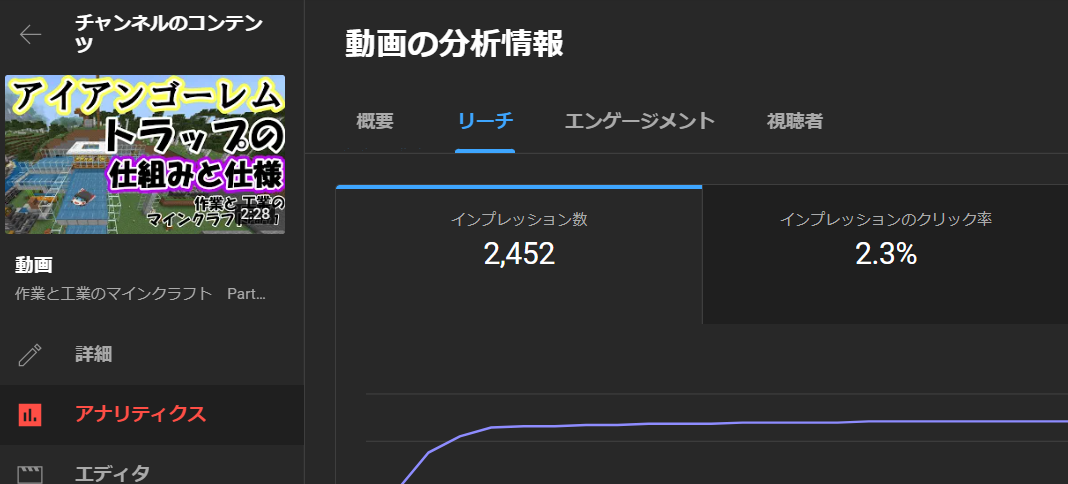 チャンネルのコンテン
ツ
アイアンゴーレム
トラップの
仕組みと仕様
作業と工業の
マインクラフト
2:28
動画
作業と工業のマインクラフト Part...
詳細
アナリティクス
エディタ
動画の分析情報
概要
リーチ
エンゲージメント
視聴者
インプレッション数
2,452
インプレッションのクリック率
2.3%